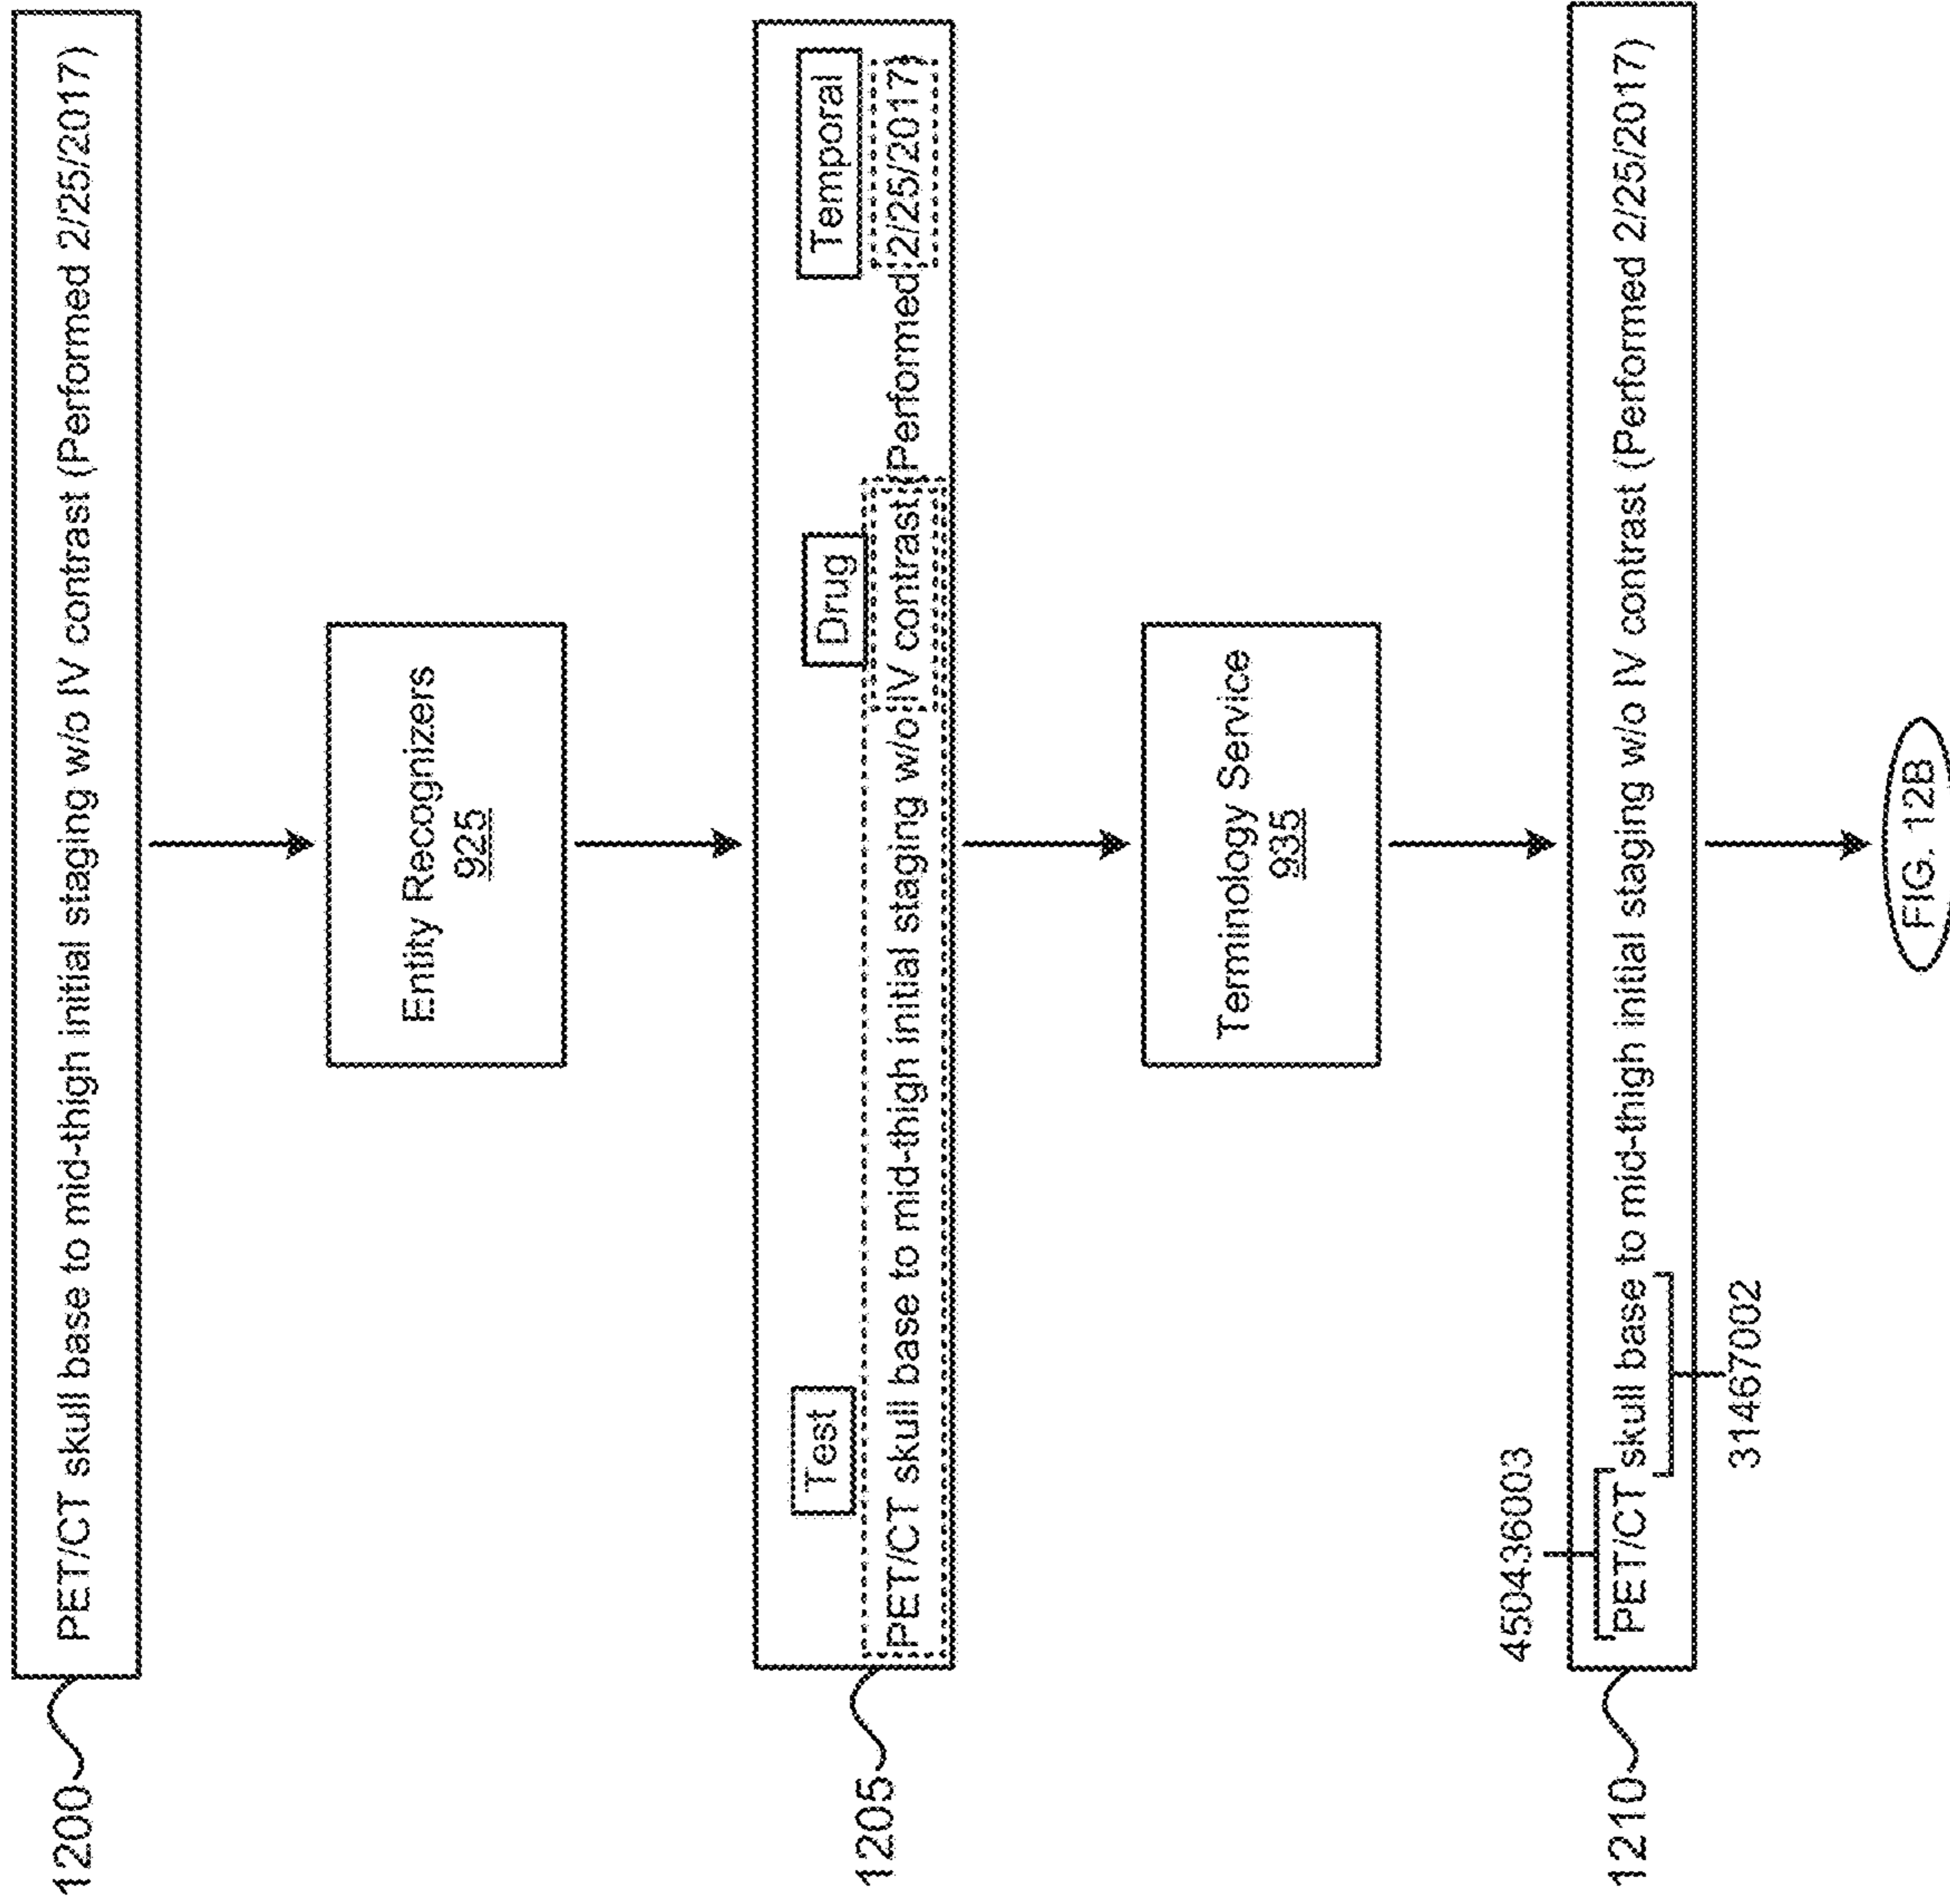 1200
PET/CT skull base to mid-thigh initial staging w/o IV contrast (Performed 2/25/2017)
Entity Recognizers
925
1205
Test
Drug
Temporal
PET/CT skull base to mid-thigh initial staging w/o IV contrast (Performed 2/25/2017)
Terminology Service
935
450436003
1210
PET/CT skull base to mid-thigh initial staging w/o IV contrast (Performed 2/25/2017)
31467002
FIG. 12B